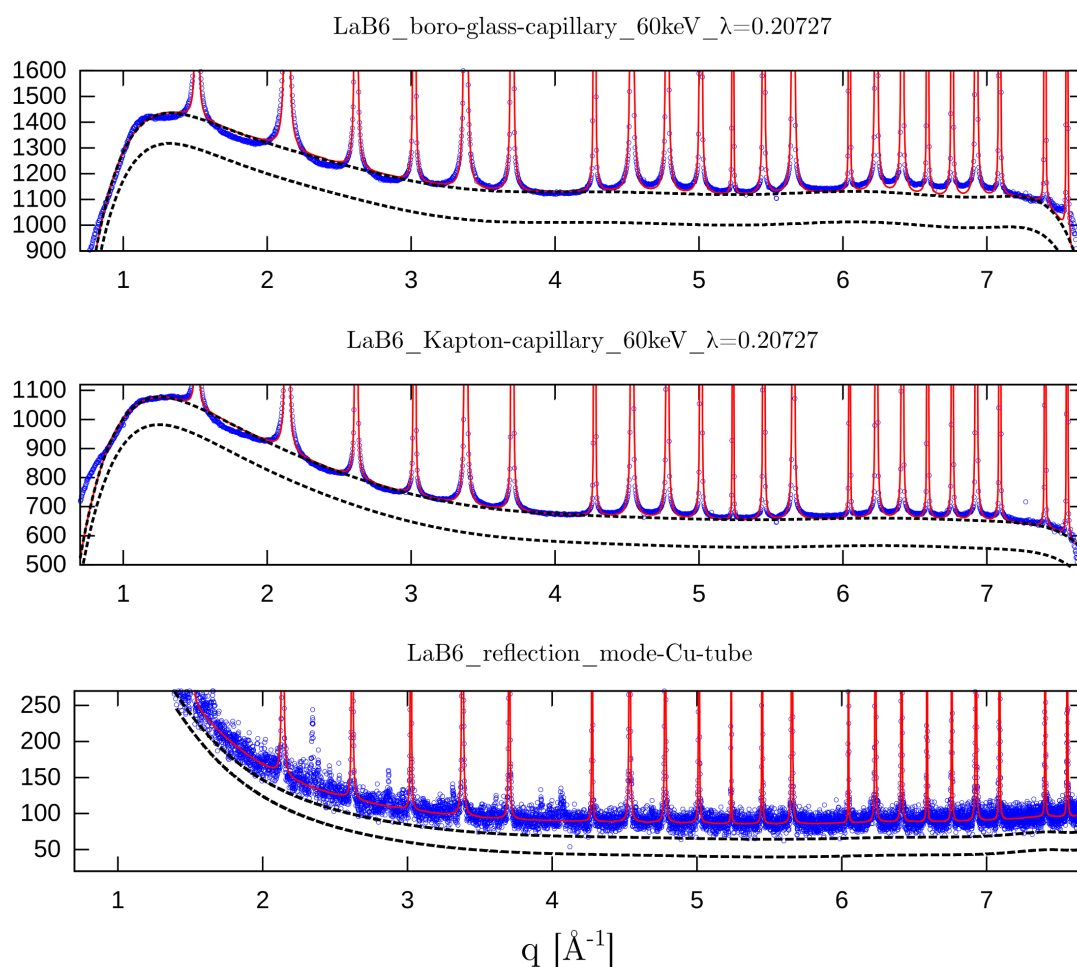 LaB6_boro-glass-capillary_60keV_λ=0.20727
1600
1500
1400
1300
1200
1100
1000
900
1 2 3 4 5 6 7
LaB6_Kapton-capillary_60keV_λ=0.20727
1100
1000
900
800
700
600
500
1 2 3 4 5 6 7
LaB6_reflection_mode-Cu-tube
250
200
150
100
50
1 2 3 4 5 6 7
q [Å-1]